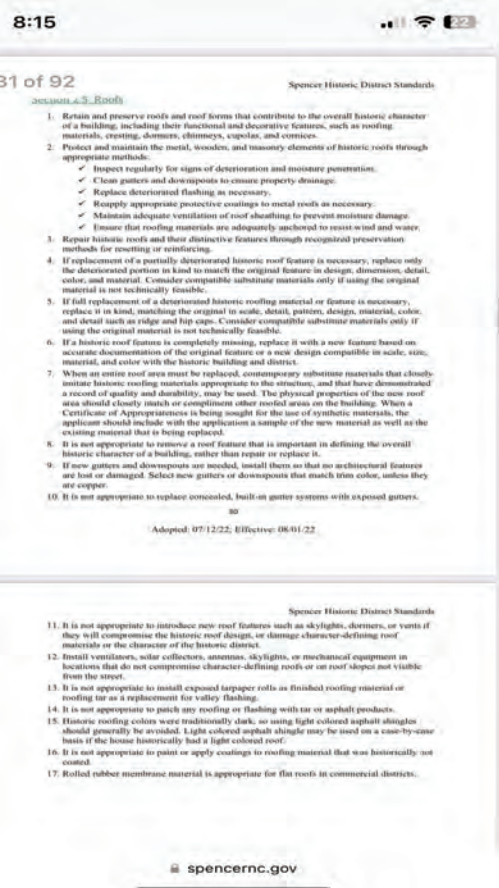 8:15
22
31 of 92
Spencer Historic District Standards
Section 2.5 Roofs
1. Retain and preserve roofs and roof forms that contribute to the overall historic character
of a building, including their functional and decorative features, such as roofing
materials, cresting, dormers, chimneys, cupolas, and cornices.
2. Protect and maintain the metal, wooden, and masonry elements of historic roofs through
appropriate methods:
✓ Inspect regularly for signs of deterioration and moisture penetration.
✓ Clean gutters and downspouts to ensure property drainage.
✓ Replace deteriorated flashing as necessary.
✓ Reapply appropriate protective coatings to metal roofs as necessary.
✓ Maintain adequate ventilation of roof sheathing to prevent moisture damage.
✓ Ensure that roofing materials are adequately anchored to resist wind and water.
3. Repair historic roofs and their distinctive features through recognized preservation
methods for resetting or reinforcing.
4. If replacement of a partially deteriorated historic roof feature is necessary, replace only
the deteriorated portion in kind to match the original feature in design, dimension, detail,
color, and material. Consider compatible substitute materials only if using the original
material is not technically feasible.
5. If full replacement of a deteriorated historic roofing material or feature is necessary,
replace it in kind, matching the original in scale, detail, pattern, design, material, color,
and detail such as ridge and hip caps. Consider compatible substitute materials only if
using the original material is not technically feasible.
6. If a historic roof feature is completely missing, replace it with a new feature based on
accurate documentation of the original feature or a new design compatible in scale, size,
material, and color with the historic building and district.
7. When an entire roof area must be replaced, contemporary substitute materials that closely
imitate historic roofing materials appropriate to the structure, and that have demonstrated
a record of quality and durability, may be used. The physical properties of the new roof
area should closely match or compliment other roofed areas on the building. When a
Certificate of Appropriateness is being sought for the use of synthetic materials, the
applicant should include with the application a sample of the new material as well as the
existing material that is being replaced.
8. It is not appropriate to remove a roof feature that is important in defining the overall
historic character of a building, rather than repair or replace it.
9. If new gutters and downspouts are needed, install them so that no architectural features
are lost or damaged. Select new gutters or downspouts that match trim color, unless they
are copper.
10. It is not appropriate to replace concealed, built-in gutter systems with exposed gutters.
80
Adopted: 07/12/22; Effective: 08/01/22
Spencer Historic District Standards
11. It is not appropriate to introduce new roof features such as skylights, dormers, or vents if
they will compromise the historic roof design, or damage character-defining roof
materials or the character of the historic district.
12. Install ventilators, solar collectors, antennas, skylights, or mechanical equipment in
locations that do not compromise character-defining roofs or on roof slopes not visible
from the street.
13. It is not appropriate to install exposed tarpaper rolls as finished roofing material or
roofing tar as a replacement for valley flashing.
14. It is not appropriate to patch any roofing or flashing with tar or asphalt products.
15. Historic roofing colors were traditionally dark, so using light colored asphalt shingles
should generally be avoided. Light colored asphalt shingle may be used on a case-by-case
basis if the house historically had a light colored roof.
16. It is not appropriate to paint or apply coatings to roofing material that was historically not
coated.
17. Rolled rubber membrane material is appropriate for flat roofs in commercial districts.
spencernc.gov